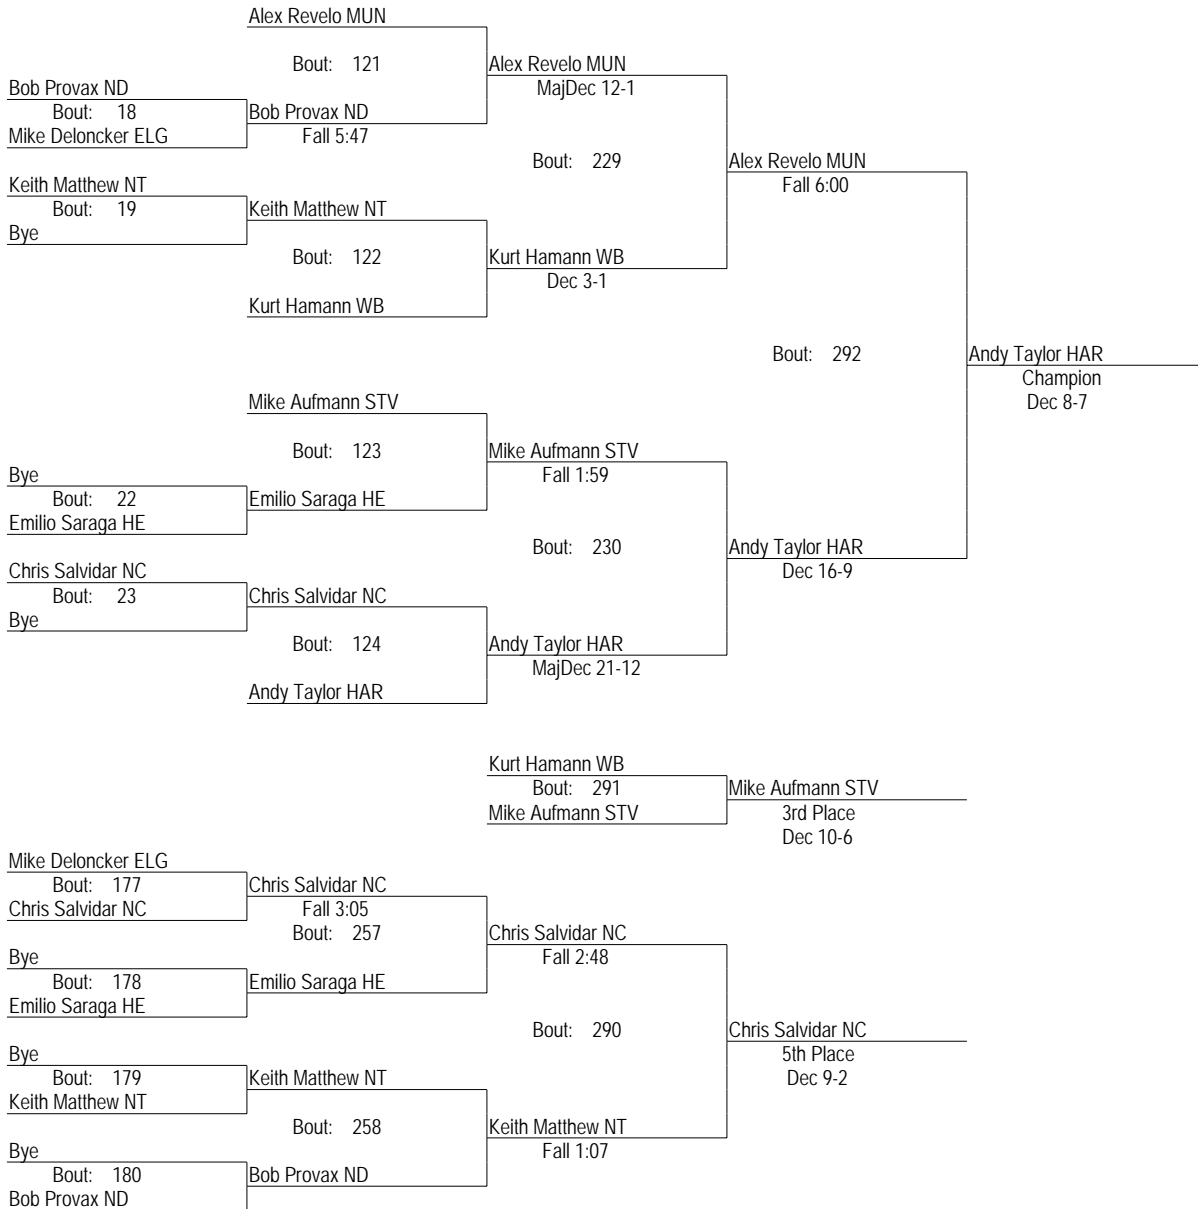 Alex Revelo MUN
Bout: 121
Alex Revelo MUN
MajDec 12-1
Bob Provax ND
Bout: 18
Bob Provax ND
Mike Deloncker ELG
Fall 5:47
Bout: 229
Alex Revelo MUN
Fall 6:00
Keith Matthew NT
Bout: 19
Keith Matthew NT
Bye
Bout: 122
Kurt Hamann WB
Dec 3-1
Kurt Hamann WB
Bout: 292
Andy Taylor HAR
Champion
Dec 8-7
Mike Aufmann STV
Bout: 123
Mike Aufmann STV
Fall 1:59
Bye
Bout: 22
Emilio Saraga HE
Emilio Saraga HE
Bout: 230
Andy Taylor HAR
Dec 16-9
Chris Salvidar NC
Bout: 23
Chris Salvidar NC
Bye
Bout: 124
Andy Taylor HAR
MajDec 21-12
Andy Taylor HAR
Kurt Hamann WB
Bout: 291
Mike Aufmann STV
Mike Aufmann STV
3rd Place
Dec 10-6
Mike Deloncker ELG
Bout: 177
Chris Salvidar NC
Chris Salvidar NC
Fall 3:05
Bout: 257
Chris Salvidar NC
Fall 2:48
Bye
Bout: 178
Emilio Saraga HE
Emilio Saraga HE
Bout: 290
Chris Salvidar NC
5th Place
Dec 9-2
Bye
Bout: 179
Keith Matthew NT
Keith Matthew NT
Bout: 258
Keith Matthew NT
Fall 1:07
Bye
Bout: 180
Bob Provax ND
Bob Provax ND